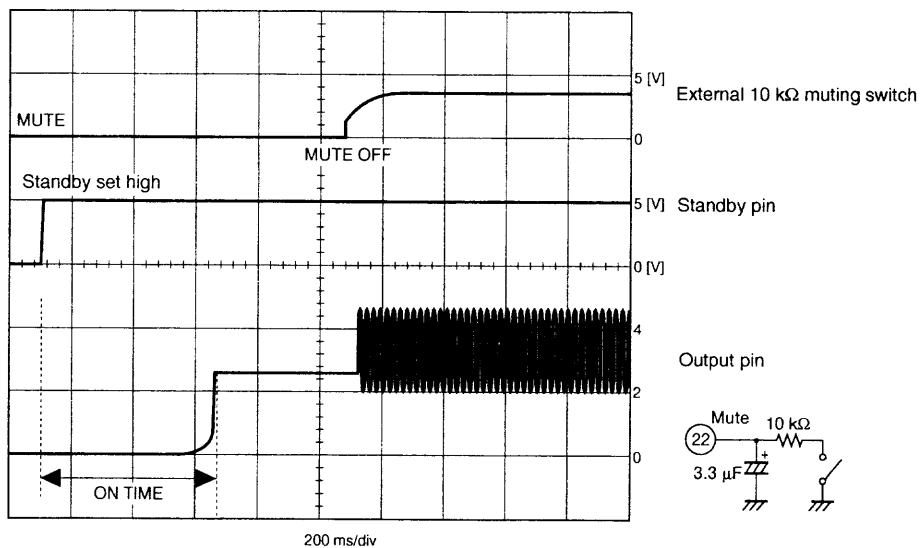 5 [V]
External 10 kΩ muting switch
MUTE
0
MUTE OFF
Standby set high
5 [V] Standby pin
0 [V]
4
Output pin
2
Mute
10 kΩ
22
3.3 µF
+
0
ON TIME
200 ms/div